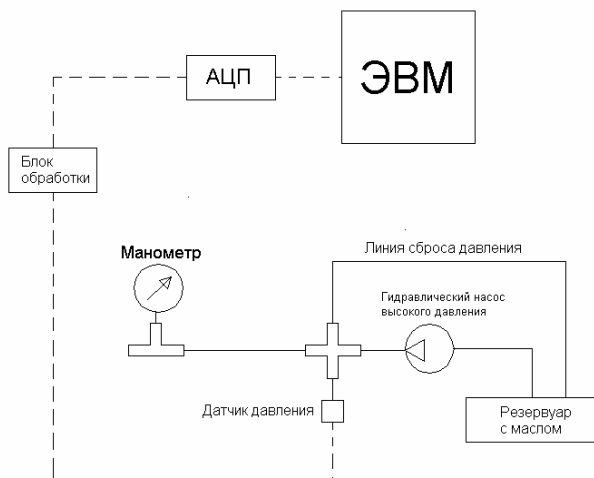 АЦП
ЭВМ
Блок
обработки
Линия сброса давления
Манометр
Гидравлический насос
высокого давления
Датчик давления
Резервуар
с маслом